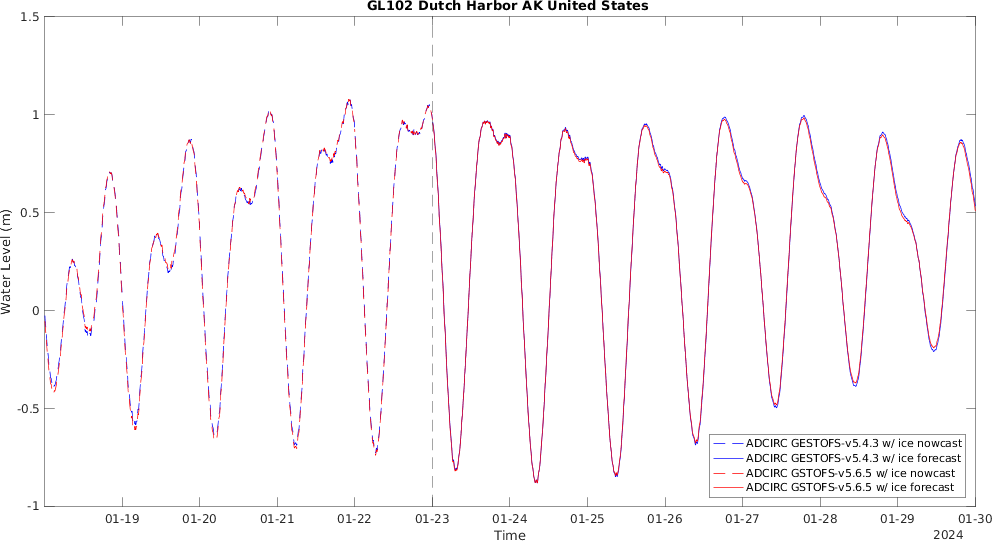 GL102 Dutch Harbor AK United States
1.5
1
0.5
0
-0.5
-1
Water Level (m)
01-19 01-20 01-21 01-22 01-23 01-24 01-25 01-26 01-27 01-28 01-29 01-30
Time
2024
ADCIRC GESTOFS-v5.4.3 w/ ice nowcast
ADCIRC GESTOFS-v5.4.3 w/ ice forecast
ADCIRC GSTOFS-v5.6.5 w/ ice nowcast
ADCIRC GSTOFS-v5.6.5 w/ ice forecast